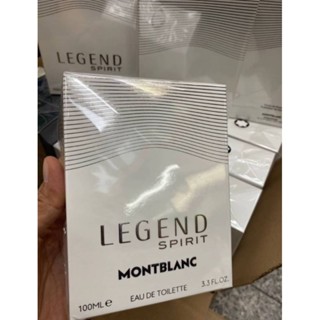 LEGEND
SPIRIT
LEGEND
SPIRIT
MONTBLANC
100ML e
EAU DE TOILETTE
3.3 FL.OZ.